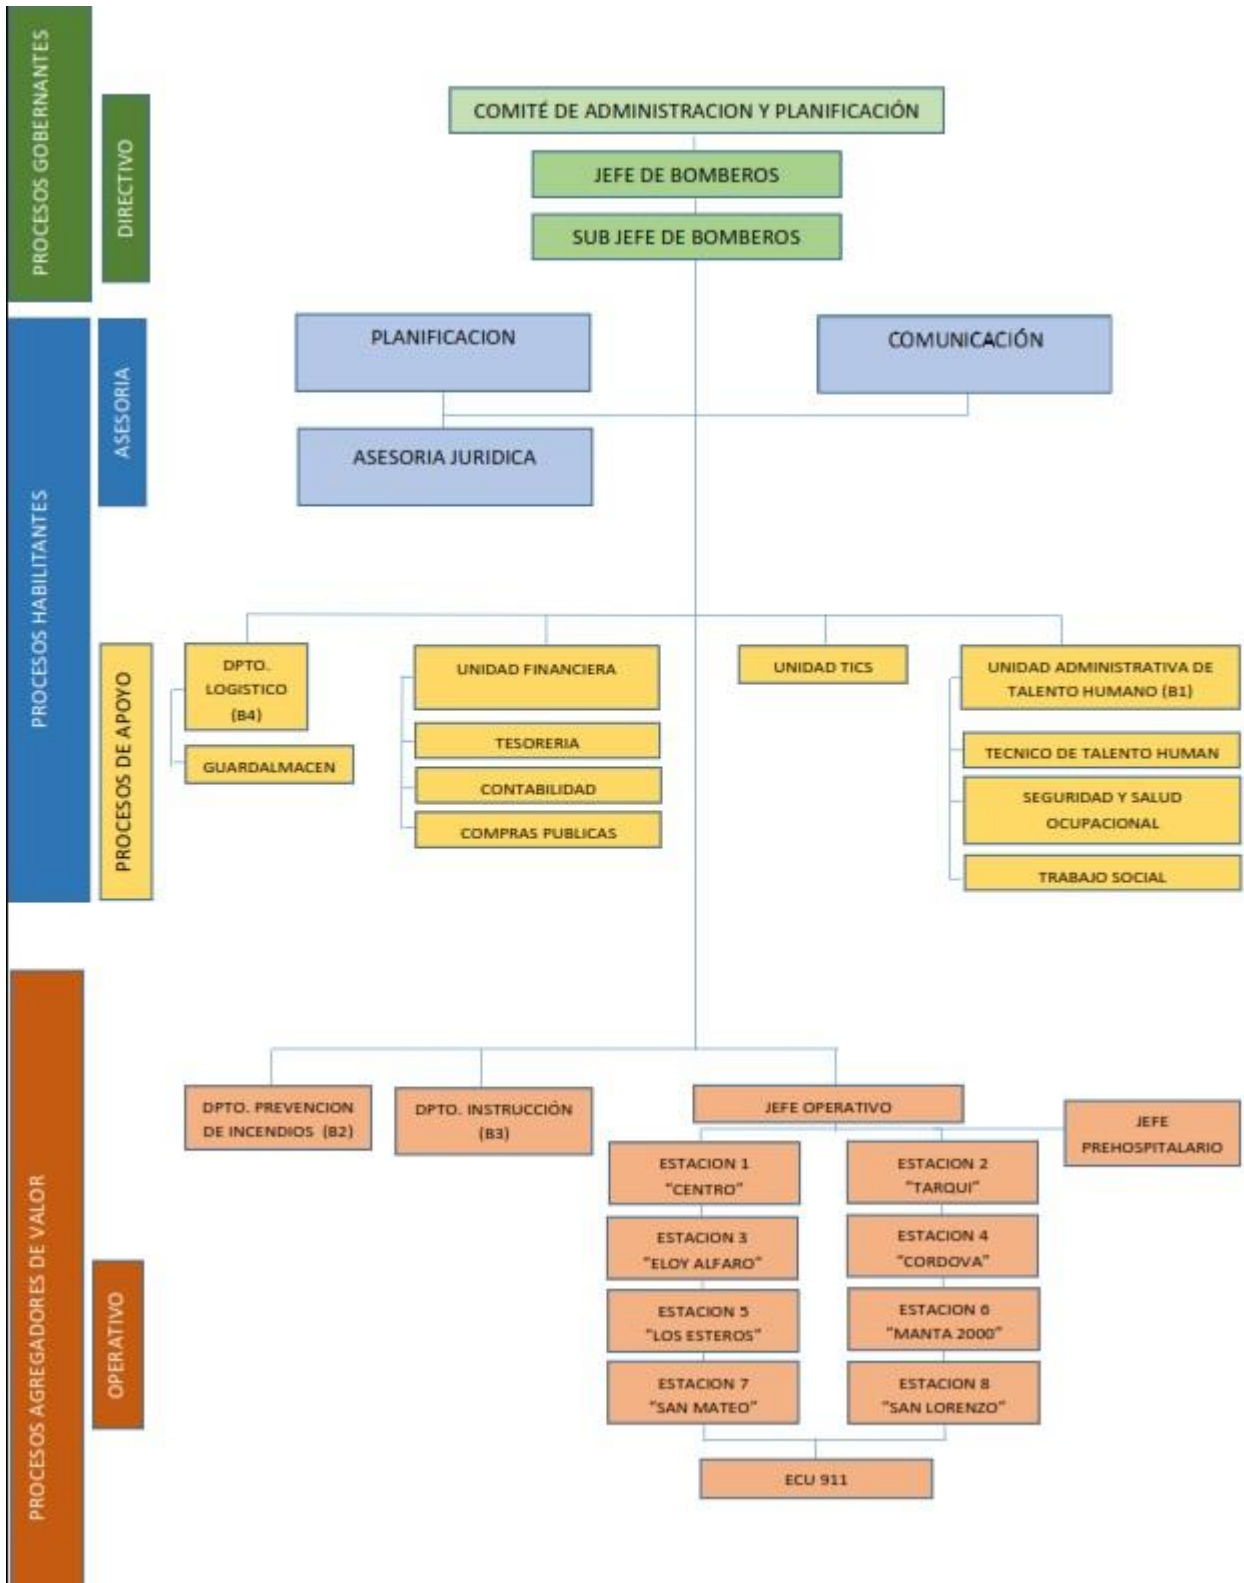 PROCESOS GOBERNANTES
DIRECTIVO
COMITÉ DE ADMINISTRACION Y PLANIFICACIÓN
JEFE DE BOMBEROS
SUB JEFE DE BOMBEROS
PROCESOS HABILITANTES
ASESORIA
PLANIFICACION
COMUNICACIÓN
ASESORIA JURIDICA
PROCESOS DE APOYO
DPTO.
LOGISTICO
(B4)
GUARDALMACEN
UNIDAD FINANCIERA
TESORERIA
CONTABILIDAD
COMPRAS PUBLICAS
UNIDAD TICS
UNIDAD ADMINISTRATIVA DE
TALENTO HUMANO (B1)
TECNICO DE TALENTO HUMAN
SEGURIDAD Y SALUD
OCUPACIONAL
TRABAJO SOCIAL
PROCESOS AGREGADORES DE VALOR
OPERATIVO
DPTO. PREVENCION
DE INCENDIOS (B2)
DPTO. INSTRUCCIÓN
(B3)
JEFE OPERATIVO
JEFE
PREHOSPITALARIO
ESTACION 1
"CENTRO"
ESTACION 2
"TARQUI"
ESTACION 3
"ELOY ALFARO"
ESTACION 4
"CORDOVA"
ESTACION 5
"LOS ESTEROS"
ESTACION 6
"MANTA 2000"
ESTACION 7
"SAN MATEO"
ESTACION 8
"SAN LORENZO"
ECU 911